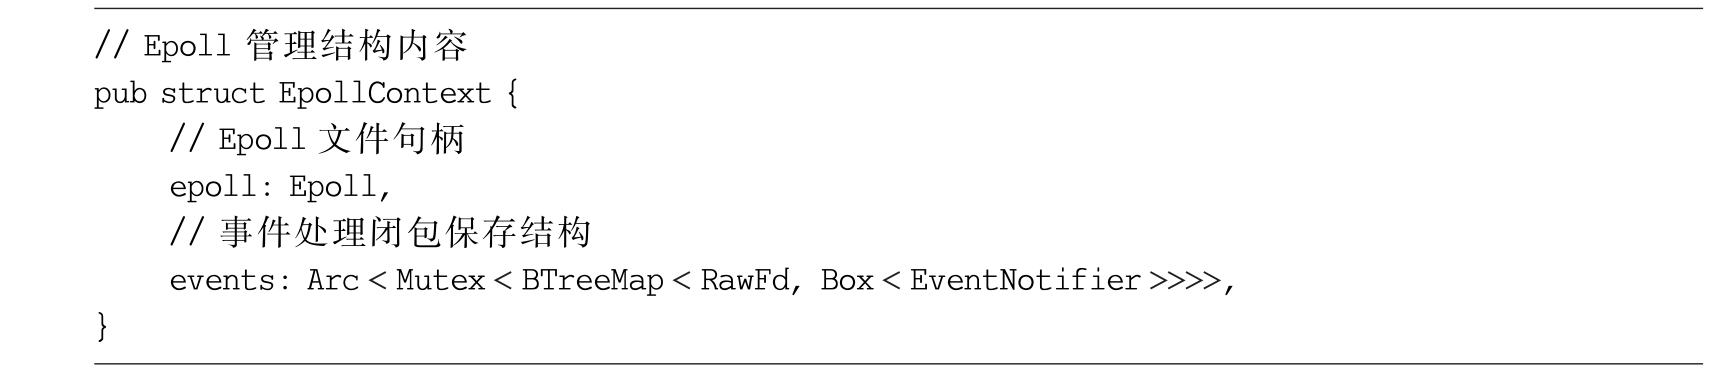 // Epoll 管理结构内容
pub struct EpollContext {
    // Epoll 文件句柄
    epoll: Epoll,
    // 事件处理闭包保存结构
    events: Arc < Mutex < BTreeMap < RawFd, Box < EventNotifier >>>>,
}